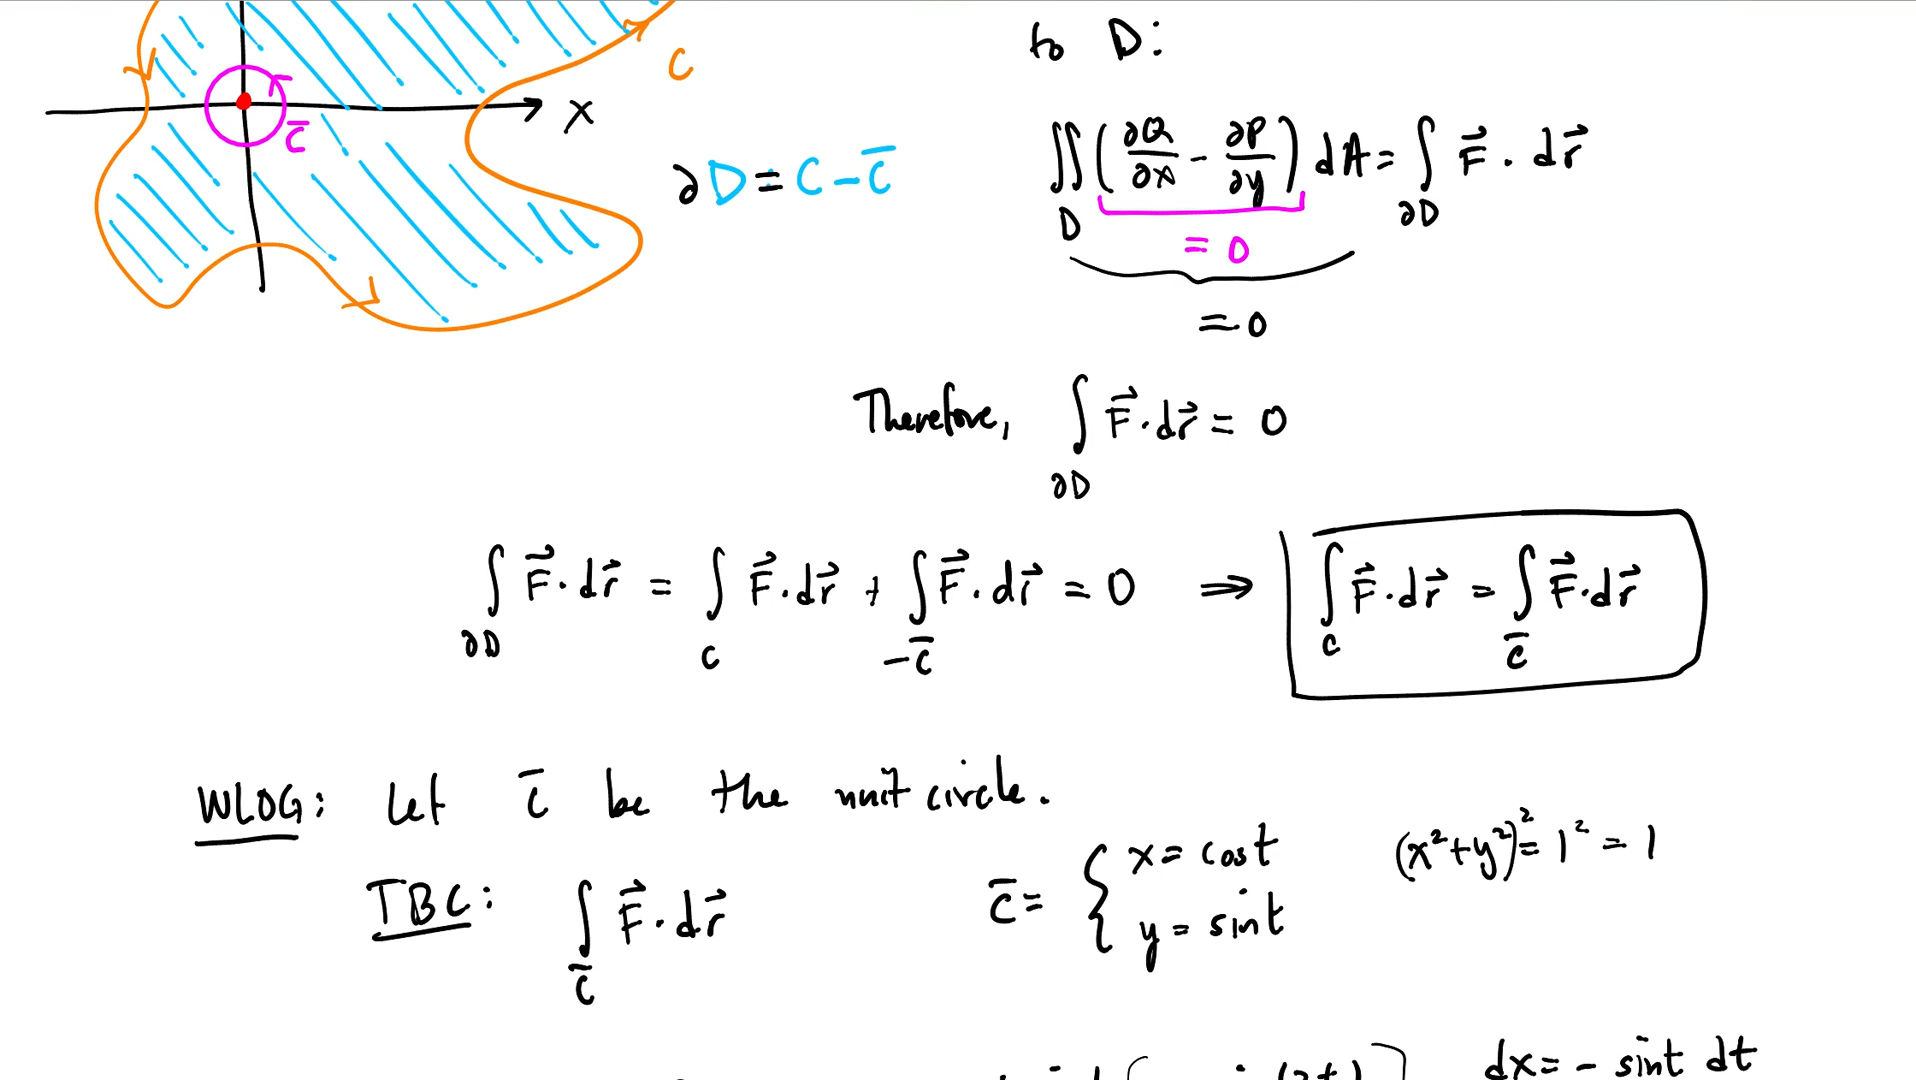 to D:
C
x
C̄
∂D = C - C̄
∬_D (∂Q/∂x - ∂P/∂y) dA = ∫_∂D F⃗ · dr⃗
= 0
= 0
Therefore, ∫_∂D F⃗ · dr⃗ = 0
∫_∂D F⃗ · dr⃗ = ∫_C F⃗ · dr⃗ + ∫_-C̄ F⃗ · dr⃗ = 0 ⇒ ∫_C F⃗ · dr⃗ = ∫_C̄ F⃗ · dr⃗
WLOG: Let C̄ be the unit circle.
TBC: ∫_C̄ F⃗ · dr⃗ C̄ = { x = cos t y = sin t (x²+y²)² = 1² = 1
dx = - sin t dt